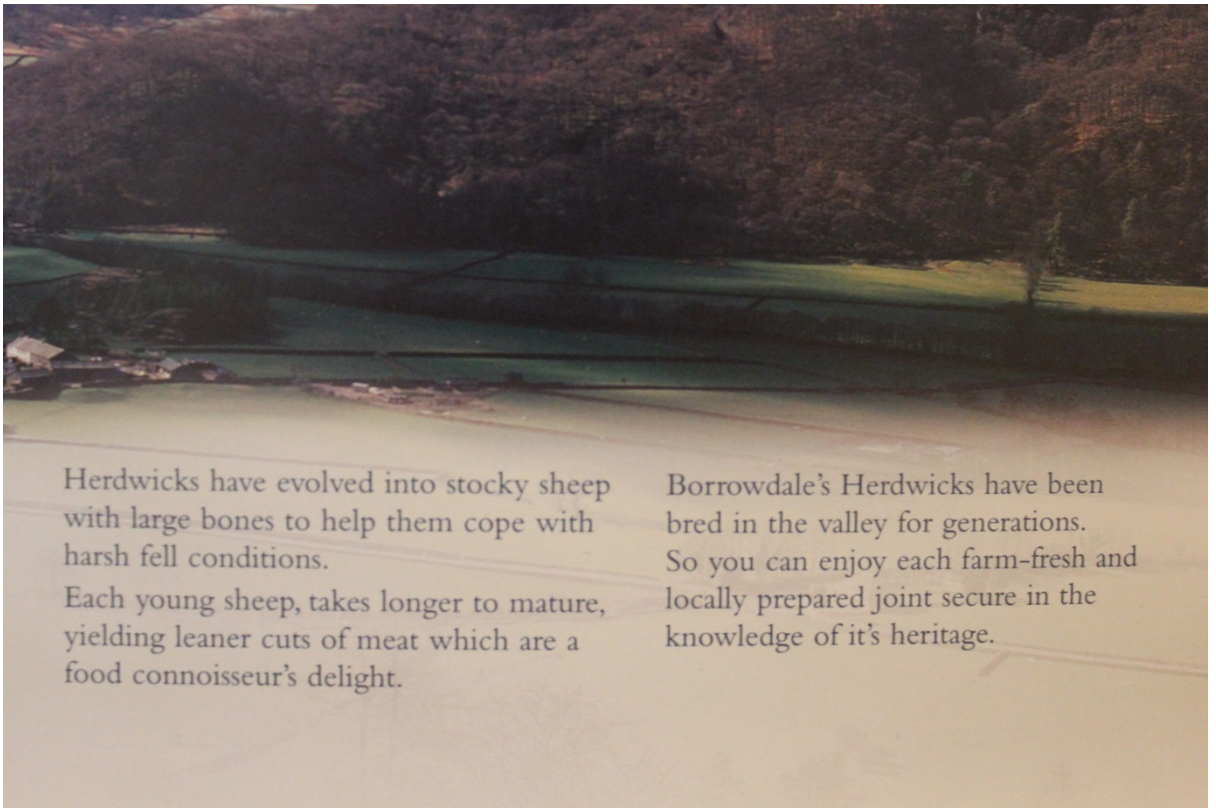 Herdwicks have evolved into stocky sheep
with large bones to help them cope with
harsh fell conditions.
Each young sheep, takes longer to mature,
yielding leaner cuts of meat which are a
food connoisseur's delight.
Borrowdale's Herdwicks have been
bred in the valley for generations.
So you can enjoy each farm-fresh and
locally prepared joint secure in the
knowledge of it's heritage.